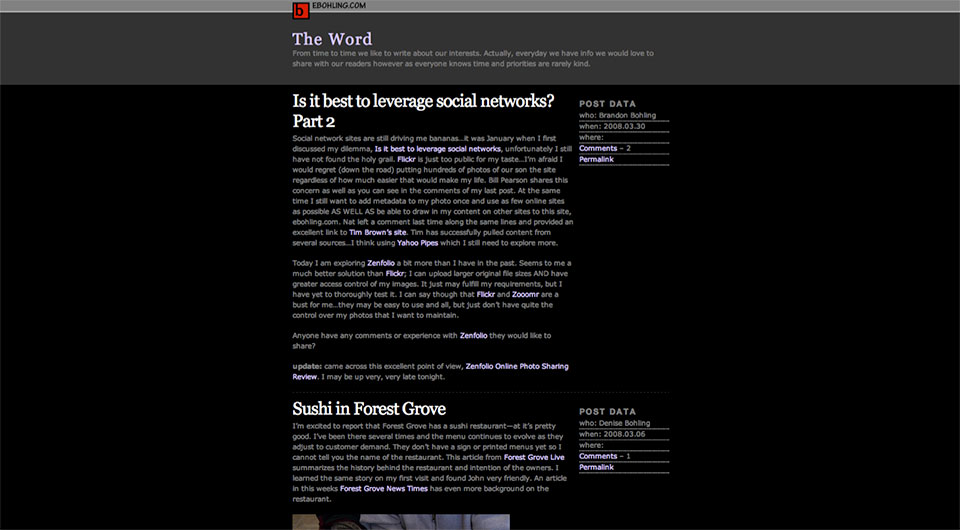 b EBOHLING.COM
The Word
From time to time we like to write about our interests. Actually, everyday we have info we would love to
share with our readers however as everyone knows time and priorities are rarely kind.
Is it best to leverage social networks?
Part 2
Social network sites are still driving me bananas...it was January when I first
discussed my dilemma, Is it best to leverage social networks, unfortunately I still
have not found the holy grail. Flickr is just too public for my taste...I'm afraid I
would regret (down the road) putting hundreds of photos of our son the site
regardless of how much easier that would make my life. Bill Pearson shares this
concern as well as you can see in the comments of my last post. At the same
time I still want to add metadata to my photo once and use as few online sites
as possible AS WELL AS be able to draw in my content on other sites to this site,
ebohling.com. Nat left a comment last time along the same lines and provided an
excellent link to Tim Brown's site. Tim has successfully pulled content from
several sources...I think using Yahoo Pipes which I still need to explore more.
Today I am exploring Zenfolio a bit more than I have in the past. Seems to me a
much better solution than Flickr; I can upload larger original file sizes AND have
greater access control of my images. It just may fulfill my requirements, but I
have yet to thoroughly test it. I can say though that Flickr and Zooomr are a
bust for me...they may be easy to use and all, but just don't have quite the
control over my photos that I want to maintain.
Anyone have any comments or experience with Zenfolio they would like to
share?
update: came across this excellent point of view, Zenfolio Online Photo Sharing
Review. I may be up very, very late tonight.
POST DATA
who: Brandon Bohling
when: 2008.03.30
where:
Comments – 2
Permalink
Sushi in Forest Grove
I'm excited to report that Forest Grove has a sushi restaurant—at it's pretty
good. I've been there several times and the menu continues to evolve as they
adjust to customer demand. They don't have a sign or printed menus yet so I
cannot tell you the name of the restaurant. This article from Forest Grove Live
summarizes the history behind the restaurant and intention of the owners. I
learned the same story on my first visit and found John very friendly. An article
in this weeks Forest Grove News Times has even more background on the
restaurant.
POST DATA
who: Denise Bohling
when: 2008.03.06
where:
Comments – 1
Permalink